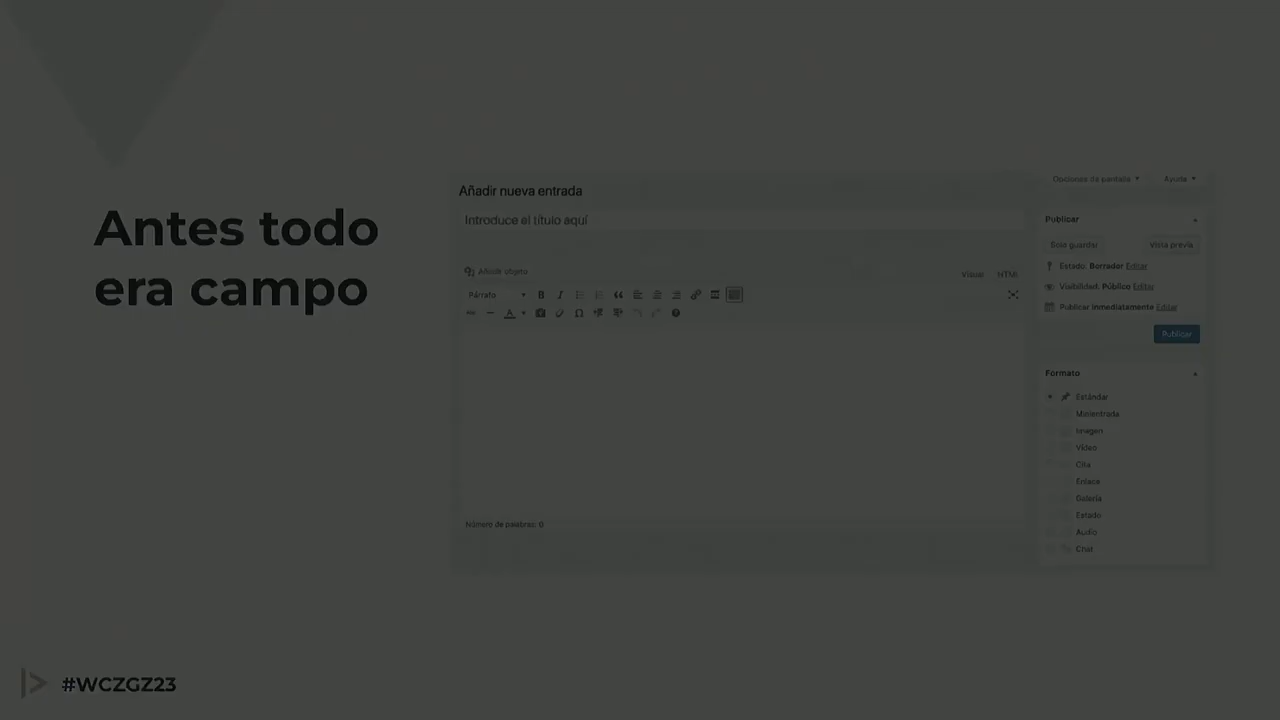 Antes todo
era campo
Añadir nueva entrada
Introduce el título aquí
Añadir objeto
Visual HTML
Párrafo
Número de palabras: 0
Opciones de pantalla Ayuda
Publicar
Solo guardar Vista previa
Estado: Borrador Editar
Visibilidad: Público Editar
Publicar inmediatamente Editar
Publicar
Formato
Estándar
Minientrada
Imagen
Vídeo
Cita
Enlace
Galería
Estado
Audio
Chat
#WCZGZ23